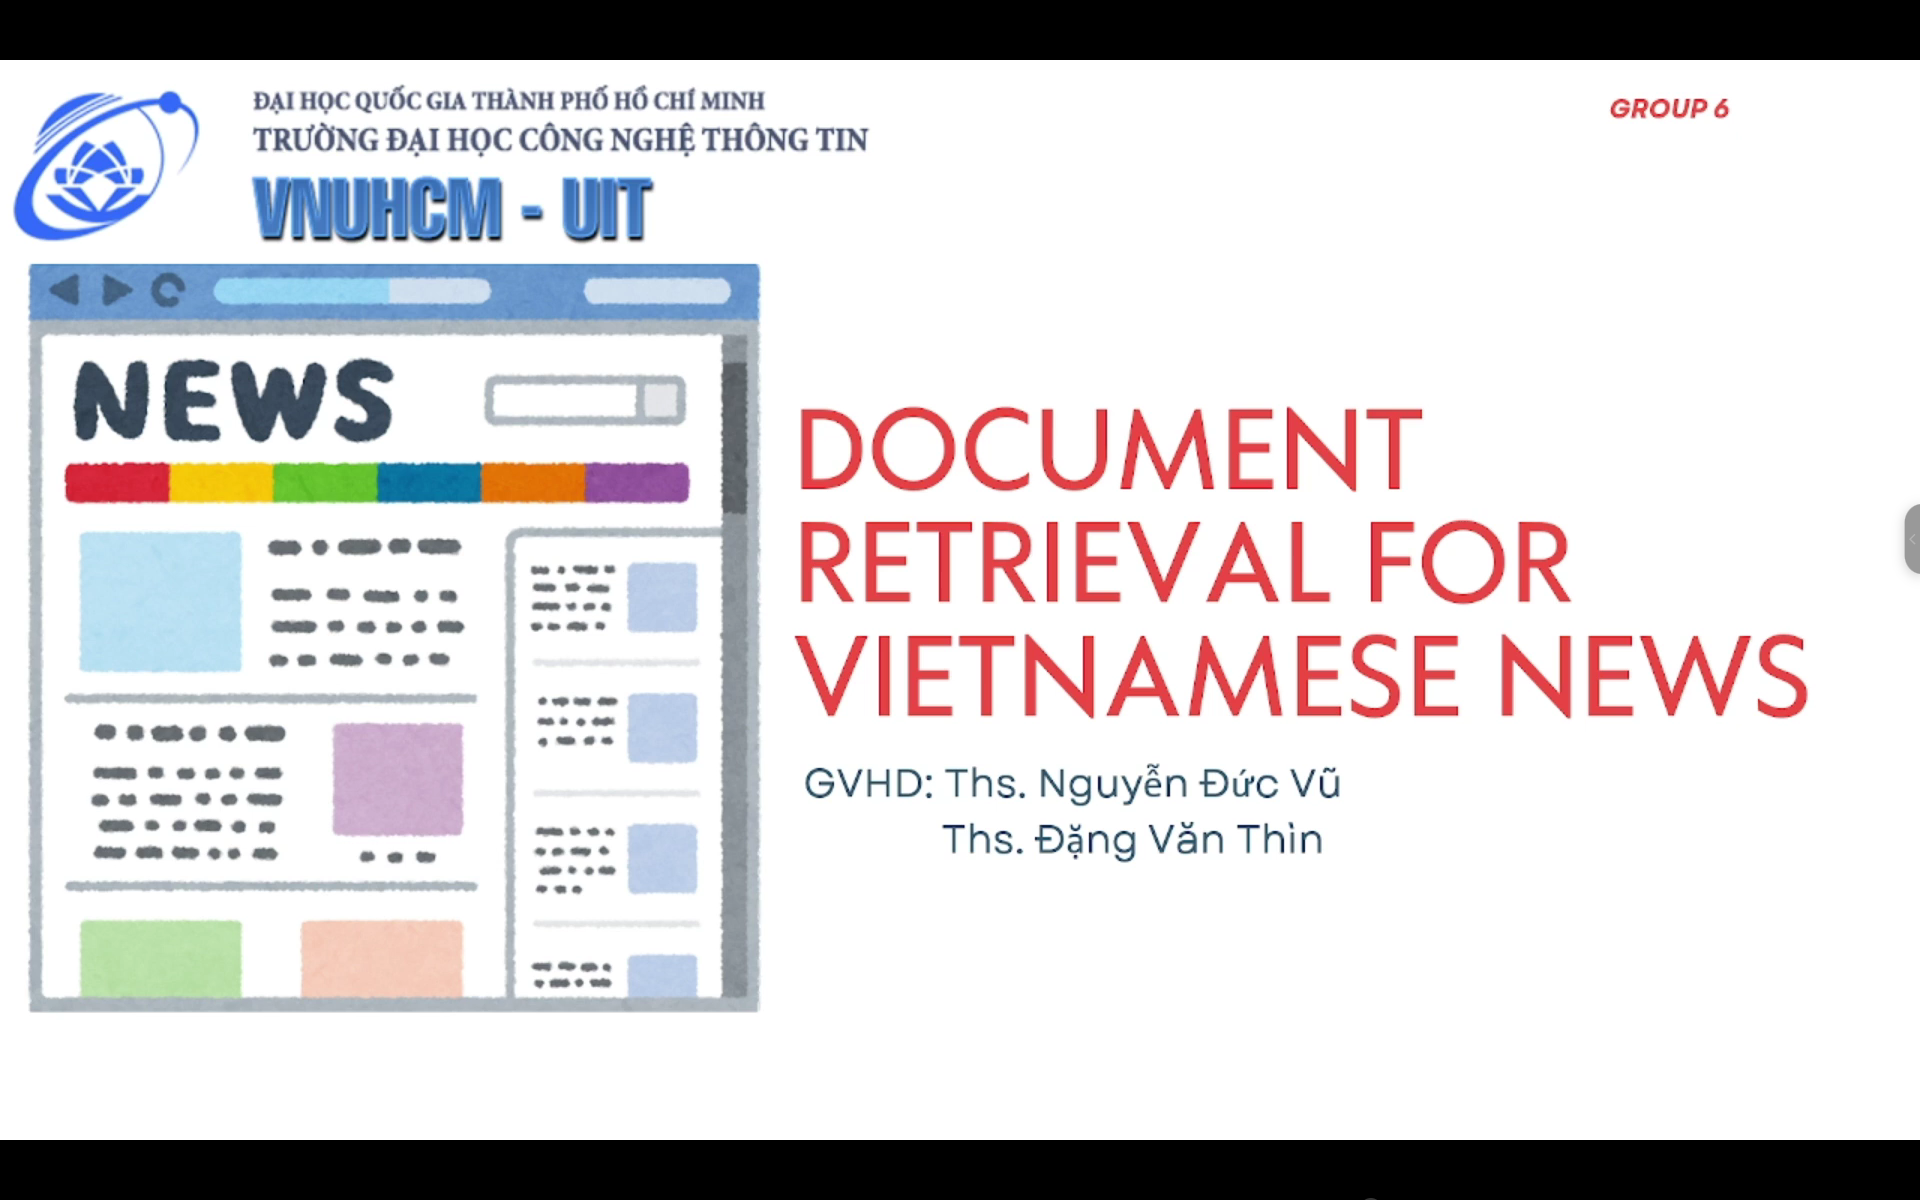 ĐẠI HỌC QUỐC GIA THÀNH PHỐ HỒ CHÍ MINH
TRƯỜNG ĐẠI HỌC CÔNG NGHỆ THÔNG TIN
VNUHCM - UIT
GROUP 6
NEWS
DOCUMENT
RETRIEVAL FOR
VIETNAMESE NEWS
GVHD: Ths. Nguyễn Đức Vũ
Ths. Đặng Văn Thìn